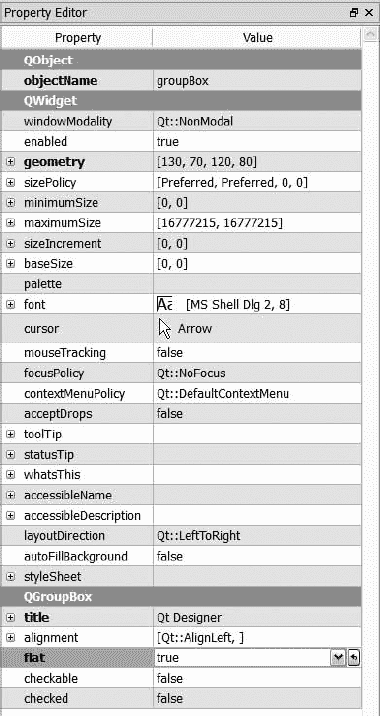 Property Editor
Property Value
QObject
objectName groupBox
QWidget
windowModality Qt::NonModal
enabled true
geometry [130, 70, 120, 80]
sizePolicy [Preferred, Preferred, 0, 0]
minimumSize [0, 0]
maximumSize [16777215, 16777215]
sizeIncrement [0, 0]
baseSize [0, 0]
palette
font [MS Shell Dlg 2, 8]
cursor Arrow
mouseTracking false
focusPolicy Qt::NoFocus
contextMenuPolicy Qt::DefaultContextMenu
acceptDrops false
toolTip
statusTip
whatsThis
accessibleName
accessibleDescription
layoutDirection Qt::LeftToRight
autoFillBackground false
styleSheet
QGroupBox
title Qt Designer
alignment [Qt::AlignLeft, ]
flat true
checkable false
checked false